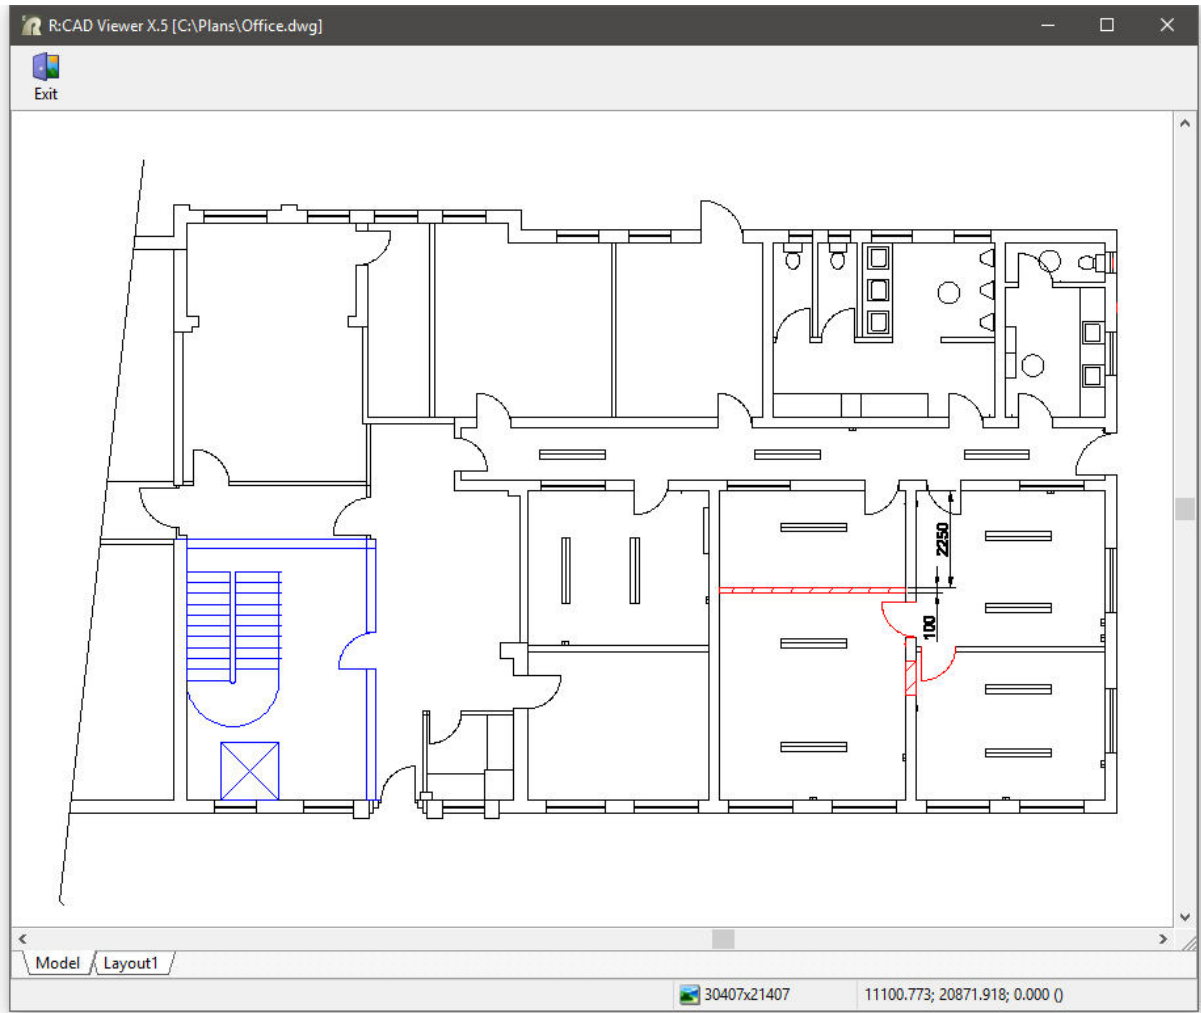 R:CAD Viewer X.5 [C:\Plans\Office.dwg]
Exit
2250
100
Model
Layout1
30407x21407
11100.773; 20871.918; 0.000 ()